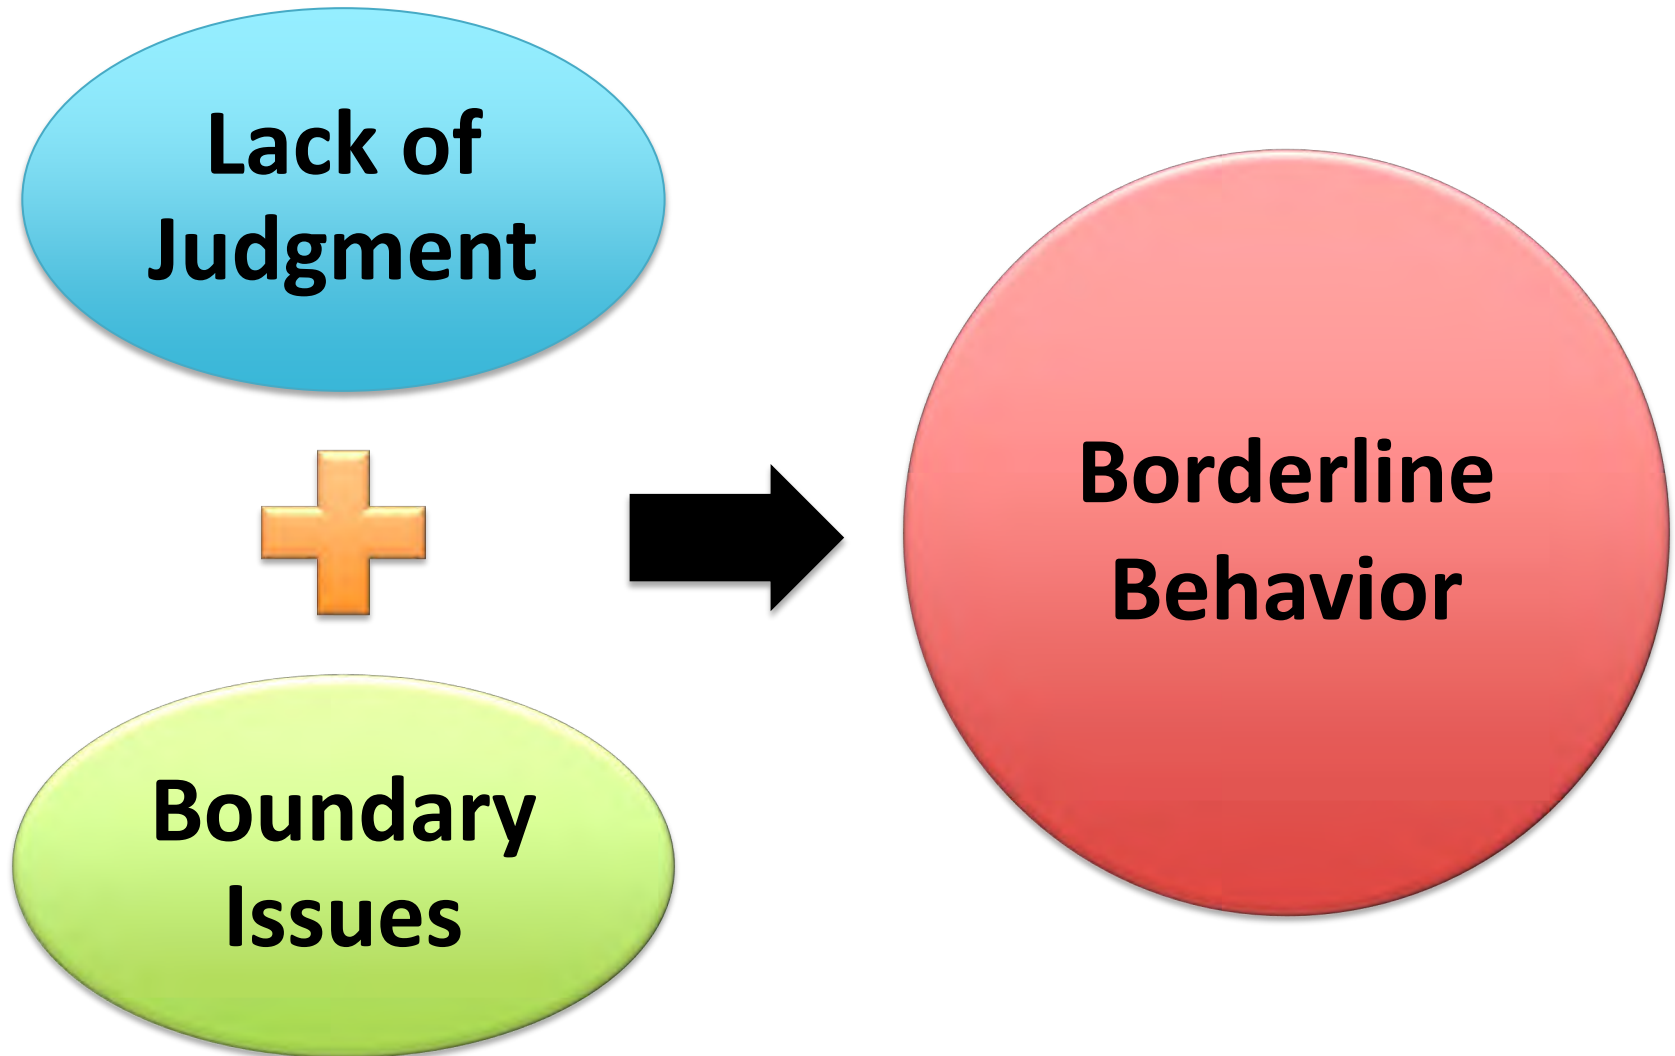 Lack of
Judgment
Boundary
Issues
Borderline
Behavior